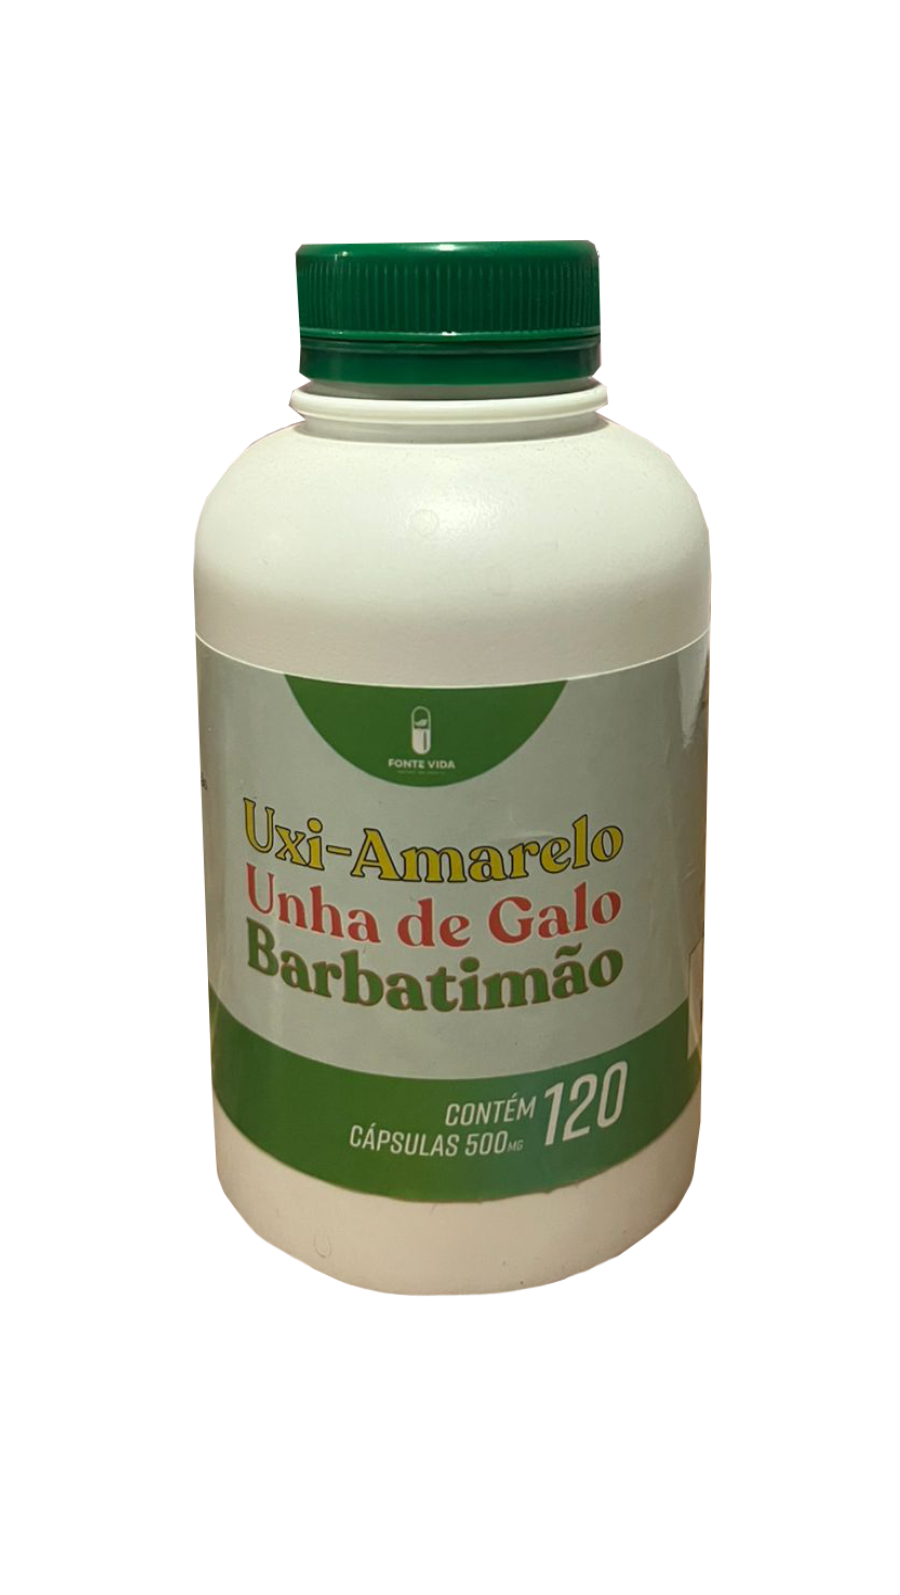 FONTE VIDA
Uxi-Amarelo
Unha de Galo
Barbatimão
CONTÉM 120
CÁPSULAS 500MG